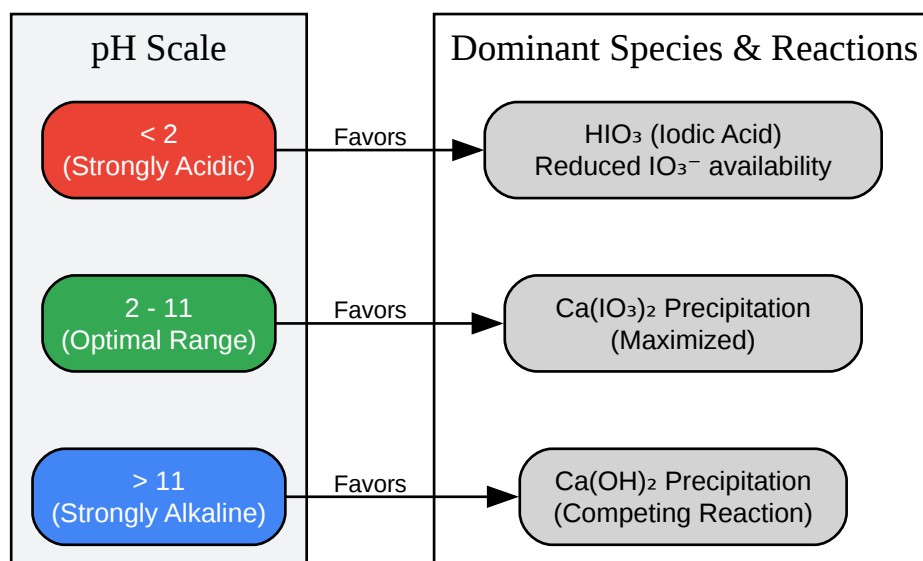 pH Scale
Dominant Species & Reactions
< 2
(Strongly Acidic)
Favors
HIO₃ (Iodic Acid)
Reduced IO₃⁻ availability
2 - 11
(Optimal Range)
Favors
Ca(IO₃)₂ Precipitation
(Maximized)
> 11
(Strongly Alkaline)
Favors
Ca(OH)₂ Precipitation
(Competing Reaction)